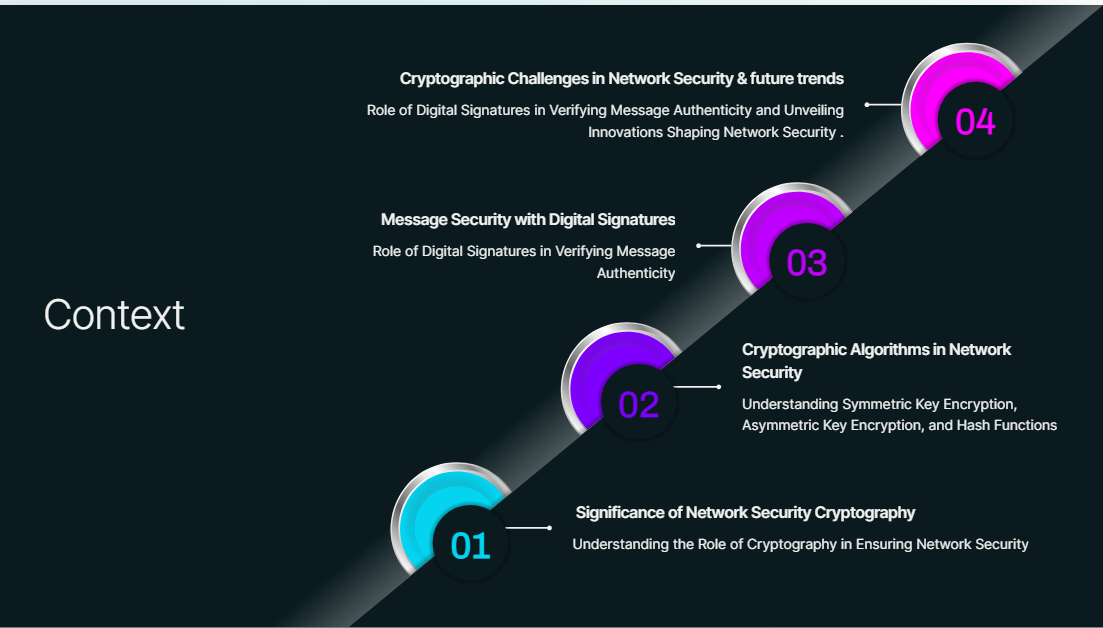 Cryptographic Challenges in Network Security & future trends
Role of Digital Signatures in Verifying Message Authenticity and Unveiling
Innovations Shaping Network Security .
04
Message Security with Digital Signatures
Role of Digital Signatures in Verifying Message
Authenticity
03
Context
Cryptographic Algorithms in Network
Security
Understanding Symmetric Key Encryption,
Asymmetric Key Encryption, and Hash Functions
02
Significance of Network Security Cryptography
Understanding the Role of Cryptography in Ensuring Network Security
01